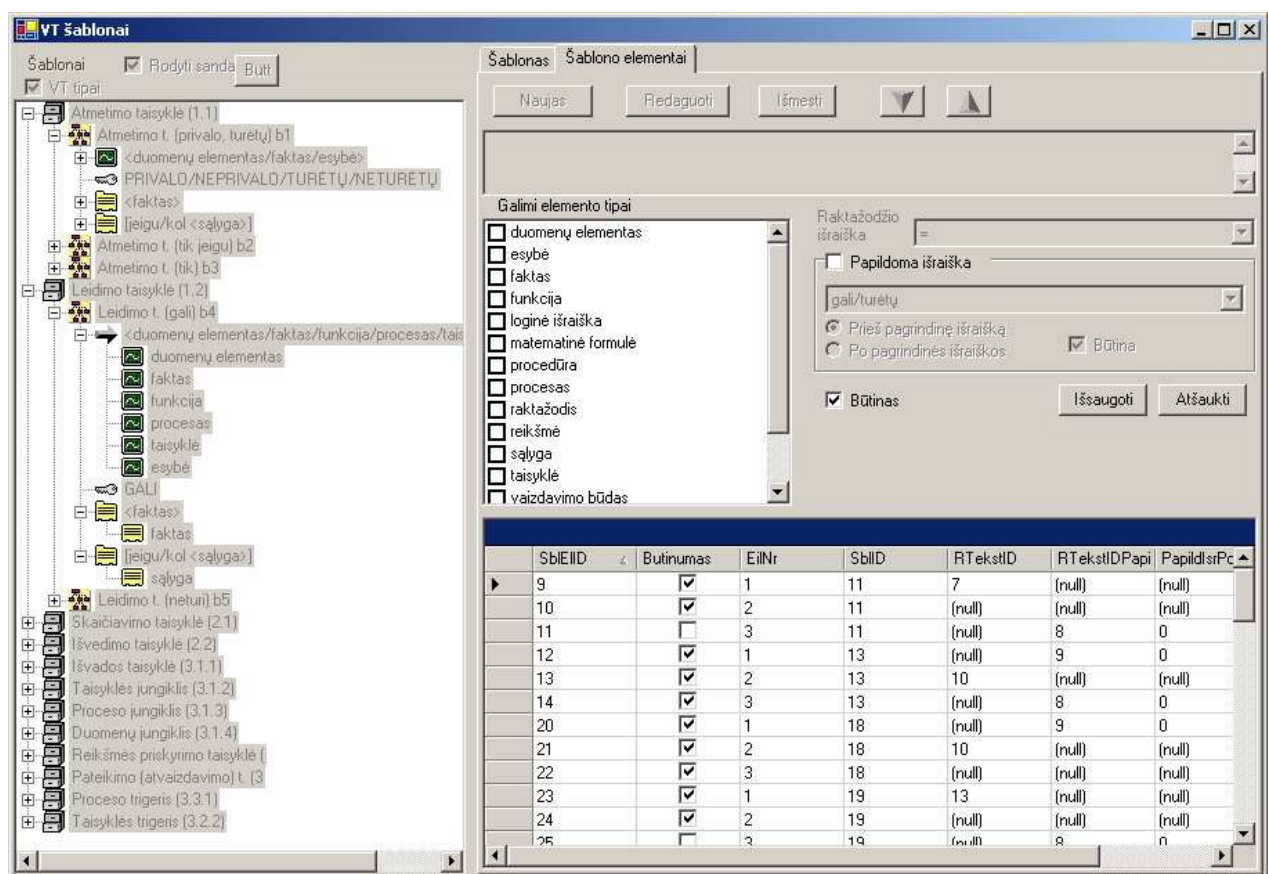 VT šablonai
Šablonai
Rodyti sanda
Butt
VT tipai
Atmetimo taisyklė (1.1)
Atmetimo t. (privalo, turėtų) b1
<duomenų elementas/faktas/esybė>
PRIVALO/NEPRIVALO/TURĖTŲ/NETURĖTŲ
<faktas>
[jeigu/kol <sąlyga>]
Atmetimo t. (tik jeigu) b2
Atmetimo t. (tik) b3
Leidimo taisyklė (1.2)
Leidimo t. (gali) b4
<duomenų elementas/faktas/funkcija/procesas/tais
duomenų elementas
faktas
funkcija
procesas
taisyklė
esybė
GALI
<faktas>
faktas
[jeigu/kol <sąlyga>]
sąlyga
Leidimo t. (neturi) b5
Skaičiavimo taisyklė (2.1)
Išvedimo taisyklė (2.2)
Išvados taisyklė (3.1.1)
Taisyklės jungiklis (3.1.2)
Proceso jungiklis (3.1.3)
Duomenų jungiklis (3.1.4)
Reikšmės priskyrimo taisyklė (
Pateikimo (atvaizdavimo) t. (3
Proceso trigeris (3.3.1)
Taisyklės trigeris (3.2.2)
Šablonas Šablono elementai
Naujas Redaguoti Išmesti
Galimi elemento tipai
duomenų elementas
esybė
faktas
funkcija
loginė išraiška
matematinė formulė
procedūra
procesas
raktažodis
reikšmė
sąlyga
taisyklė
vaizdavimo būdas
Raktažodžio
išraiška =
Papildoma išraiška
gali/turėtų
Prieš pagrindinę išraišką
Po pagrindinės išraiškos
Būtina
Būtinas
Išsaugoti Atšaukti
SblElID Butinumas EilNr SblID RTekstID RTekstIDPapi PapildIsrPo
9 1 11 7 (null) (null)
10 2 11 (null) (null) (null)
11 3 11 (null) 8 0
12 1 13 (null) 9 0
13 2 13 10 (null) (null)
14 3 13 (null) 8 0
20 1 18 (null) 9 0
21 2 18 10 (null) (null)
22 3 18 (null) (null) (null)
23 1 19 13 (null) (null)
24 2 19 (null) (null) (null)
25 3 19 (null) 8 0